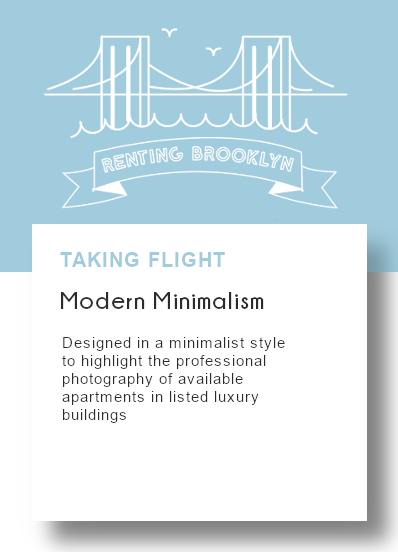 RENTING BROOKLYN
TAKING FLIGHT
Modern Minimalism
Designed in a minimalist style
to highlight the professional
photography of available
apartments in listed luxury
buildings